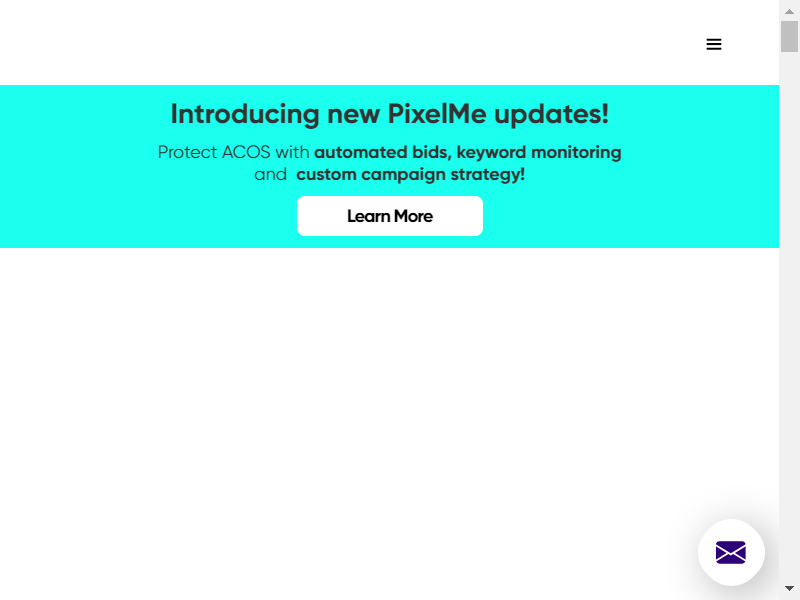 Introducing new PixelMe updates!
Protect ACOS with automated bids, keyword monitoring
and custom campaign strategy!
Learn More